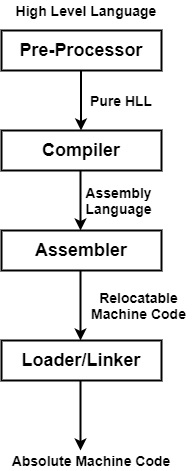 High Level Language
Pre-Processor
Pure HLL
Compiler
Assembly
Language
Assembler
Relocatable
Machine Code
Loader/Linker
Absolute Machine Code